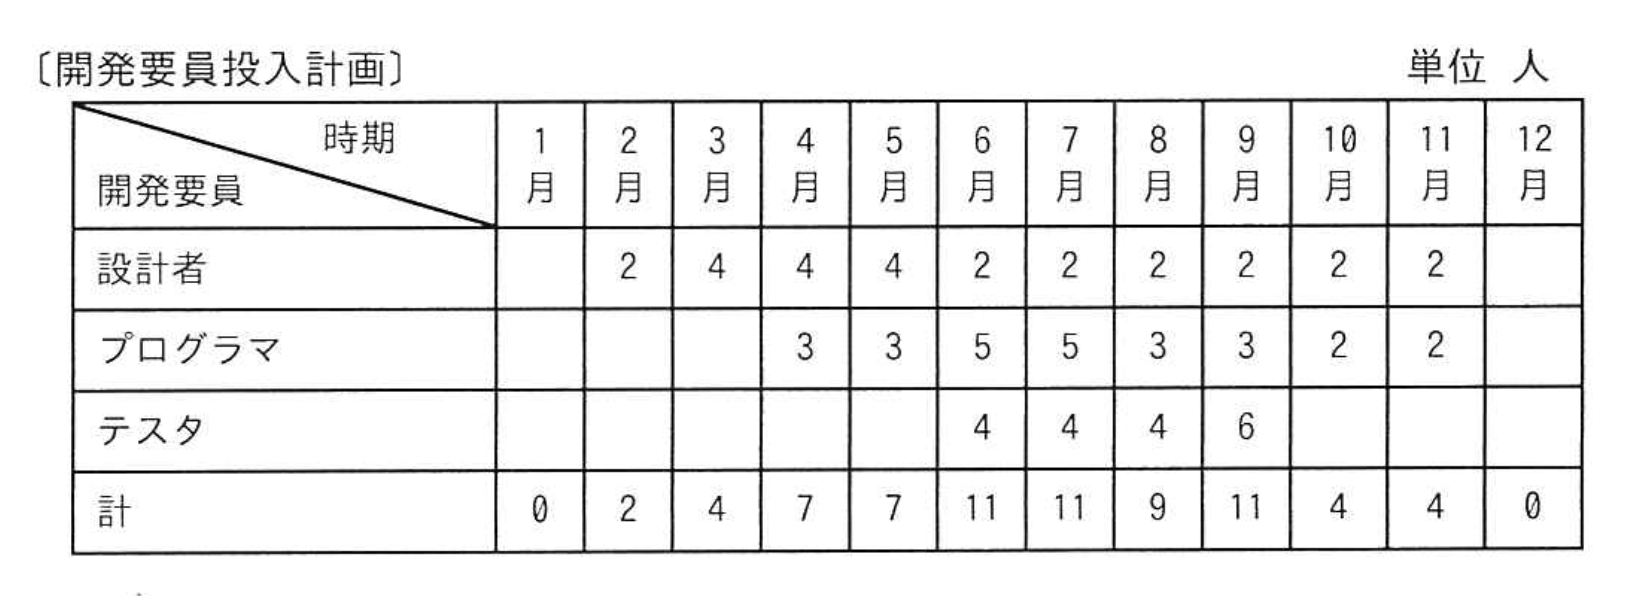 〔開発要員投入計画〕 単位 人
時期 開発要員 1月 2月 3月 4月 5月 6月 7月 8月 9月 10月 11月 12月
設計者 2 4 4 4 2 2 2 2 2 2
プログラマ 3 3 5 5 3 3 2 2
テスタ 4 4 4 6
計 0 2 4 7 7 11 11 9 11 4 4 0